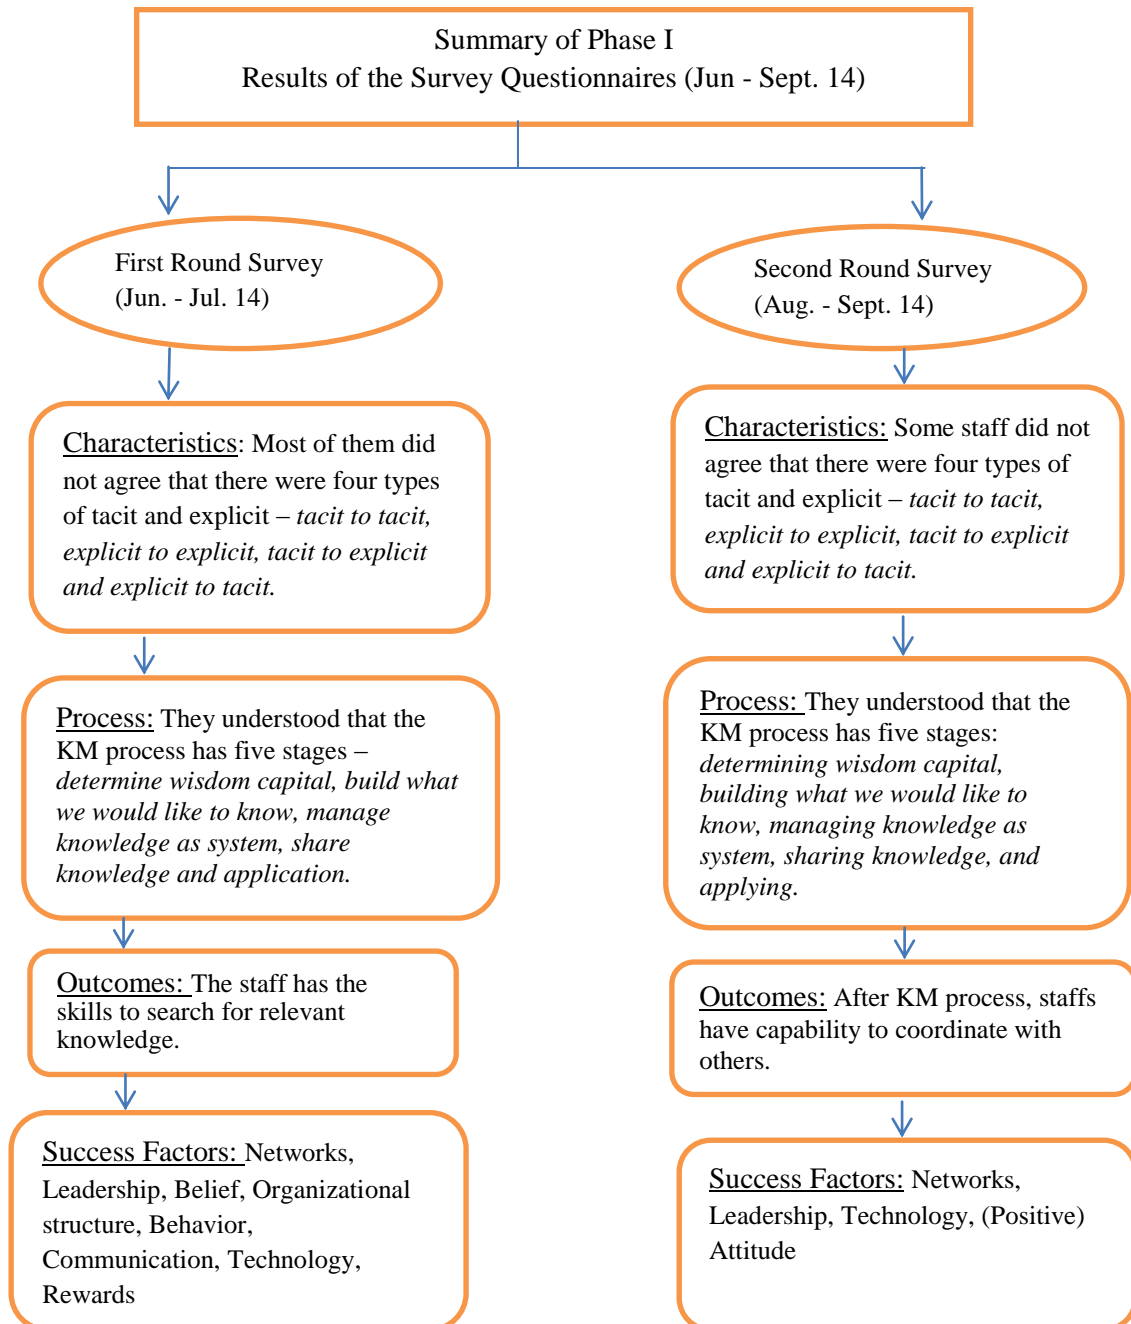 Summary of Phase I
Results of the Survey Questionnaires (Jun - Sept. 14)
First Round Survey
(Jun. - Jul. 14)
Characteristics: Most of them did
not agree that there were four types
of tacit and explicit – tacit to tacit,
explicit to explicit, tacit to explicit
and explicit to tacit.
Process: They understood that the
KM process has five stages –
determine wisdom capital, build what
we would like to know, manage
knowledge as system, share
knowledge and application.
Outcomes: The staff has the
skills to search for relevant
knowledge.
Success Factors: Networks,
Leadership, Belief, Organizational
structure, Behavior,
Communication, Technology,
Rewards
Second Round Survey
(Aug. - Sept. 14)
Characteristics: Some staff did not
agree that there were four types of
tacit and explicit – tacit to tacit,
explicit to explicit, tacit to explicit
and explicit to tacit.
Process: They understood that the
KM process has five stages:
determining wisdom capital,
building what we would like to
know, managing knowledge as
system, sharing knowledge, and
applying.
Outcomes: After KM process, staffs
have capability to coordinate with
others.
Success Factors: Networks,
Leadership, Technology, (Positive)
Attitude